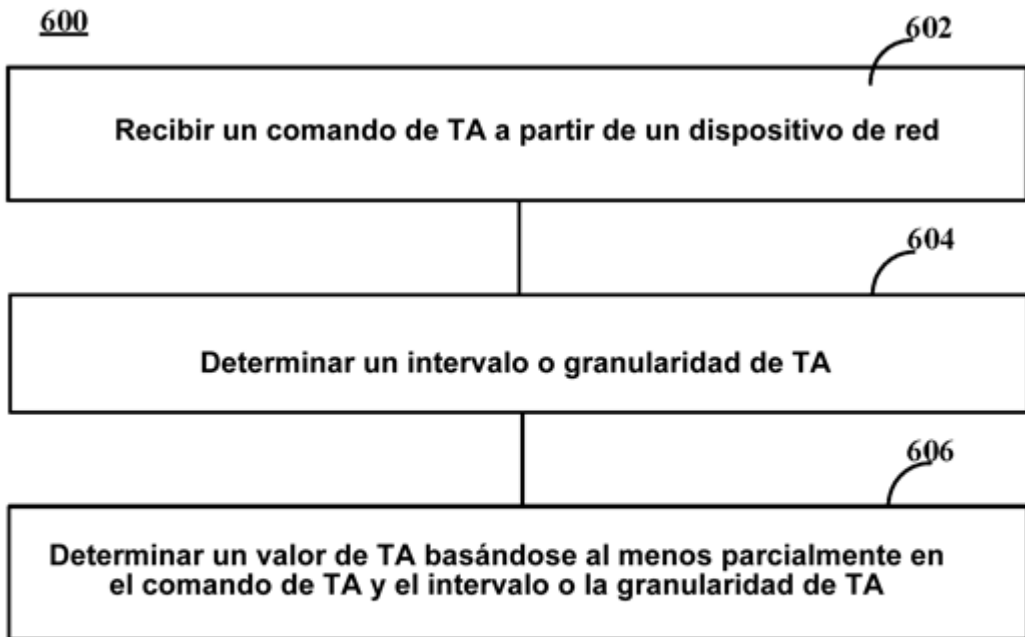 600
602
Recibir un comando de TA a partir de un dispositivo de red
604
Determinar un intervalo o granularidad de TA
606
Determinar un valor de TA basándose al menos parcialmente en
el comando de TA y el intervalo o la granularidad de TA